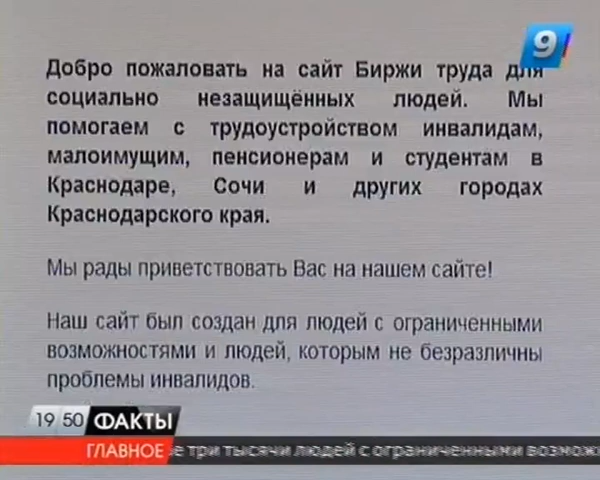 9
Добро пожаловать на сайт Биржи труда для
социально незащищённых людей. Мы
помогаем с трудоустройством инвалидам,
малоимущим, пенсионерам и студентам в
Краснодаре, Сочи и других городах
Краснодарского края.
Мы рады приветствовать Вас на нашем сайте!
Наш сайт был создан для людей с ограниченными
возможностями и людей, которым не безразличны
проблемы инвалидов.
19 50 ФАКТЫ
ГЛАВНОЕ е три тысячи людей с ограниченными возмож